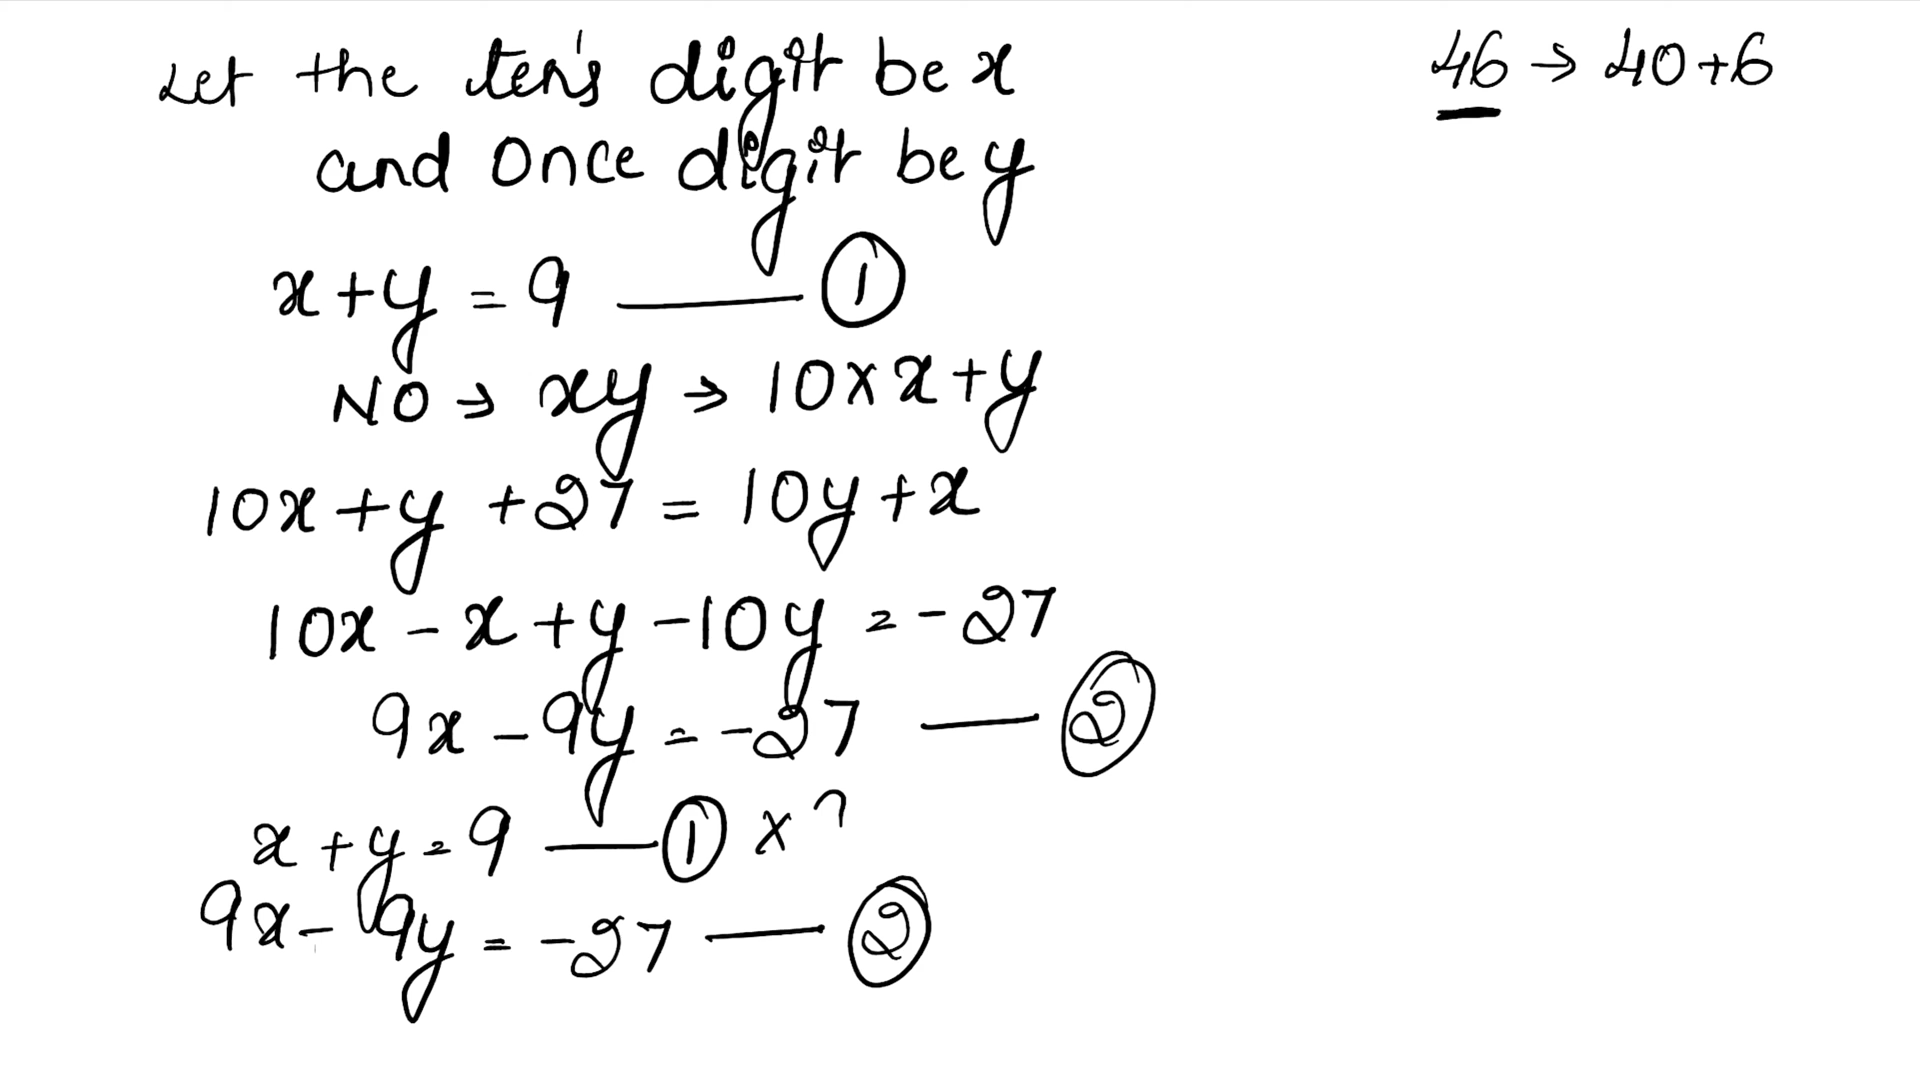 Let the ten's digit be x
46 → 40+6
and Once digit be y
x+y = 9 —— ①
NO → xy → 10×x+y
10x+y +27 = 10y+x
10x - x +y -10y = -27
9x - 9y = -27 —— ②
x +y = 9 —— ① ×
9x - 9y = -27 —— ②